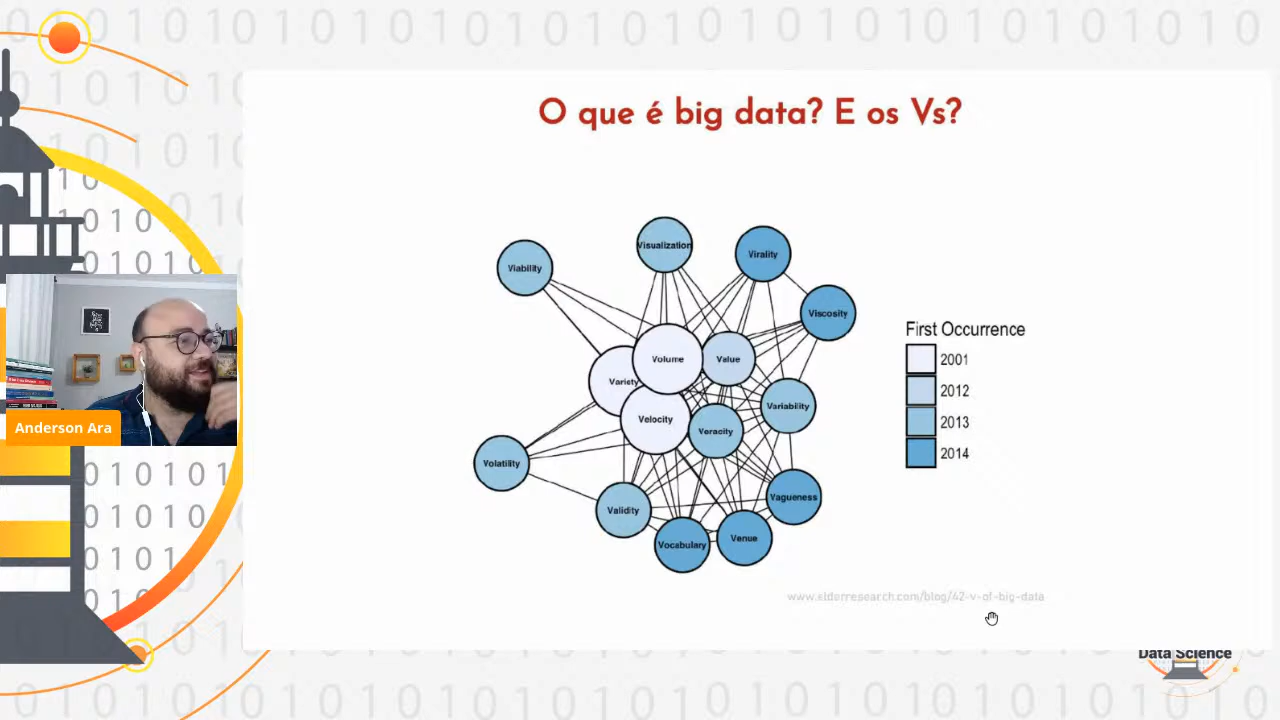 O que é big data? E os Vs?
Visualization
Virality
Viability
Viscosity
First Occurrence
2001
2012
2013
2014
Volume
Value
Variety
Variability
Velocity
Veracity
Volatility
Vagueness
Validity
Venue
Vocabulary
www.elderresearch.com/blog/42-v-of-big-data
Anderson Ara
Data Science